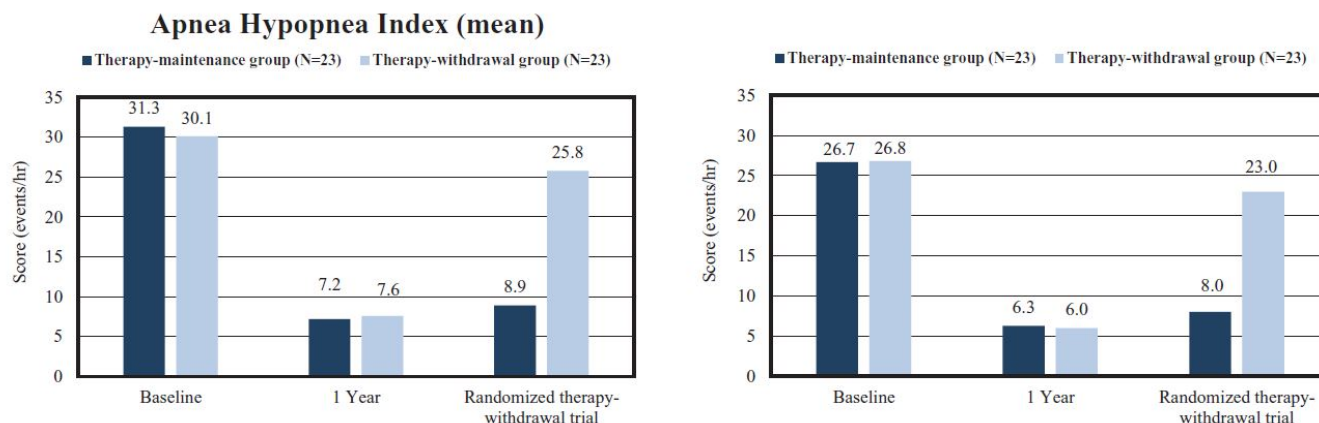 Apnea Hypopnea Index (mean)
Therapy-maintenance group (N=23) Therapy-withdrawal group (N=23)
35
30
25
20
15
10
5
0
Score (events/hr)
31.3
30.1
7.2
7.6
8.9
25.8
Baseline
1 Year
Randomized therapy-
withdrawal trial
Therapy-maintenance group (N=23) Therapy-withdrawal group (N=23)
35
30
25
20
15
10
5
0
Score (events/hr)
26.7
26.8
6.3
6.0
8.0
23.0
Baseline
1 Year
Randomized therapy-
withdrawal trial